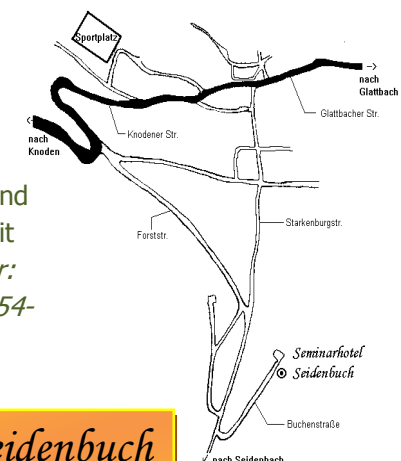 Sportplatz
nach
Glattbach
Glattbacher Str.
Knodener Str.
nach
Knoden
nd
it
Forststr.
Starkenburgstr.
r:
54-
Seminarhotel
Seidenbuch
eidenbuch
Buchenstraße
nach Seidenbach